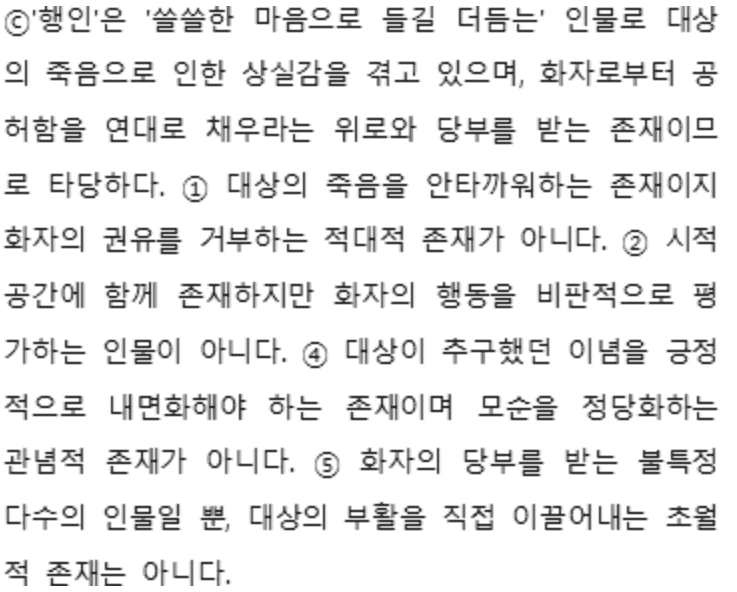 ⓒ'행인'은 '쓸쓸한 마음으로 들길 더듬는' 인물로 대상
의 죽음으로 인한 상실감을 겪고 있으며, 화자로부터 공
허함을 연대로 채우라는 위로와 당부를 받는 존재이므
로 타당하다. ① 대상의 죽음을 안타까워하는 존재이지
화자의 권유를 거부하는 적대적 존재가 아니다. ② 시적
공간에 함께 존재하지만 화자의 행동을 비판적으로 평
가하는 인물이 아니다. ④ 대상이 추구했던 이념을 긍정
적으로 내면화해야 하는 존재이며 모순을 정당화하는
관념적 존재가 아니다. ⑤ 화자의 당부를 받는 불특정
다수의 인물일 뿐, 대상의 부활을 직접 이끌어내는 초월
적 존재는 아니다.